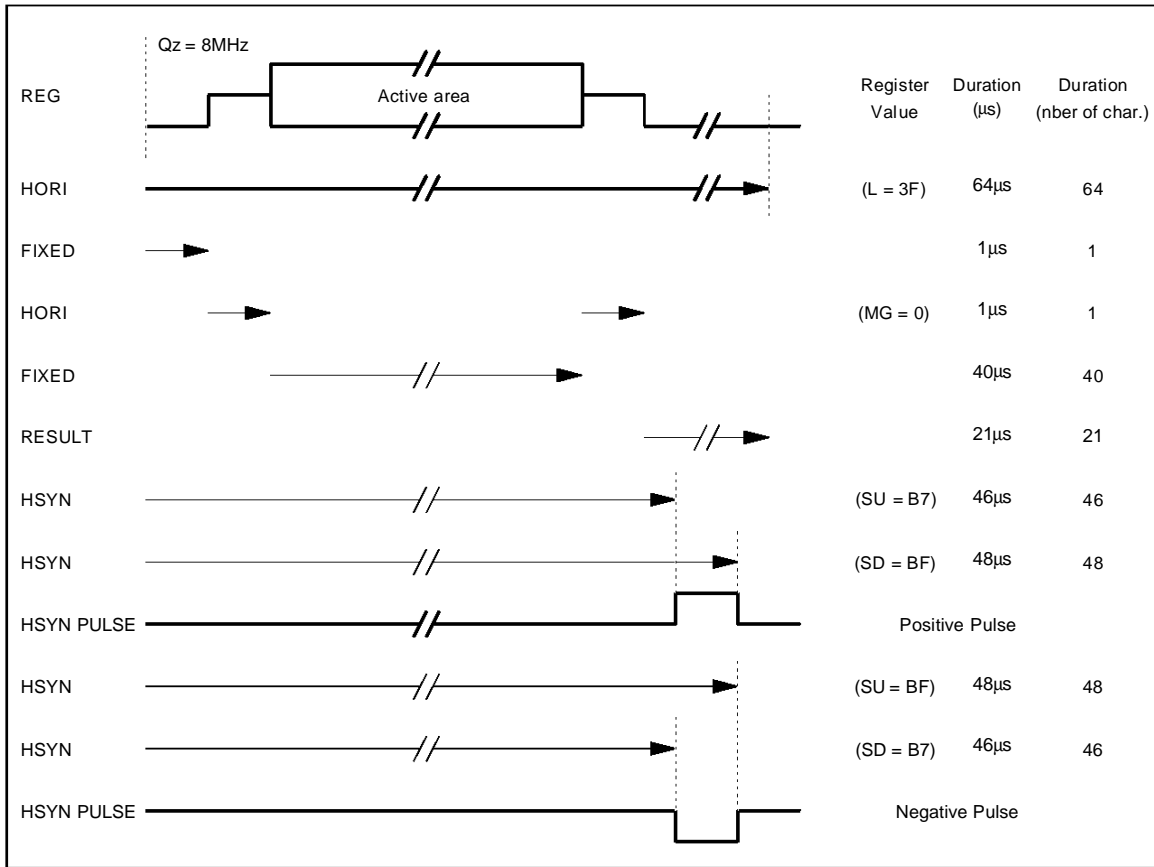 Qz = 8MHz
REG Active area Register Value Duration (µs) Duration (nber of char.)
HORI (L = 3F) 64µs 64
FIXED 1µs 1
HORI (MG = 0) 1µs 1
FIXED 40µs 40
RESULT 21µs 21
HSYN (SU = B7) 46µs 46
HSYN (SD = BF) 48µs 48
HSYN PULSE Positive Pulse
HSYN (SU = BF) 48µs 48
HSYN (SD = B7) 46µs 46
HSYN PULSE Negative Pulse